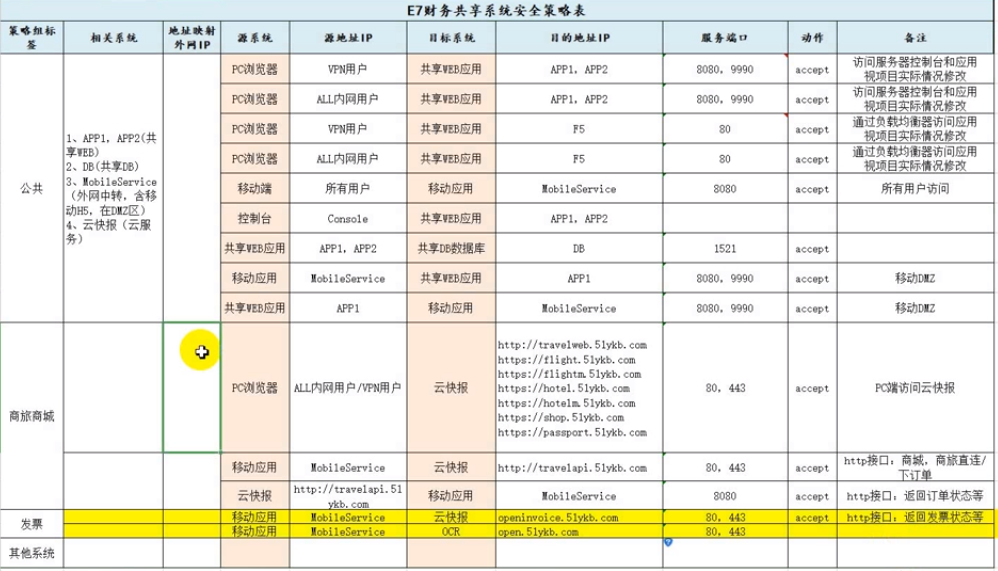 E7财务共享系统安全策略表
策略组标签 相关系统 地址映射外网IP 源系统 源地址IP 目标系统 目的地址IP 服务端口 动作 备注
公共
1、APP1, APP2(共享WEB)
2、DB(共享DB)
3、MobileService(外网中转，含移动H5，在DMZ区)
4、云快报（云服务）
PC浏览器 VPN用户 共享WEB应用 APP1, APP2 8080, 9990 accept 访问服务器控制台和应用视项目实际情况修改
PC浏览器 ALL内网用户 共享WEB应用 APP1, APP2 8080, 9990 accept 访问服务器控制台和应用视项目实际情况修改
PC浏览器 VPN用户 共享WEB应用 F5 80 accept 通过负载均衡器访问应用视项目实际情况修改
PC浏览器 ALL内网用户 共享WEB应用 F5 80 accept 通过负载均衡器访问应用视项目实际情况修改
移动端 所有用户 移动应用 MobileService 8080 accept 所有用户访问
控制台 Console 共享WEB应用 APP1, APP2
共享WEB应用 APP1, APP2 共享DB数据库 DB 1521 accept
移动应用 MobileService 共享WEB应用 APP1 8080, 9990 accept 移动DMZ
共享WEB应用 APP1 移动应用 MobileService 8080, 9990 accept 移动DMZ
商旅商城
PC浏览器 ALL内网用户/VPN用户 云快报
http://travelweb.51ykb.com
https://flight.51ykb.com
https://flightm.51ykb.com
https://hotel.51ykb.com
https://hotelm.51ykb.com
https://shop.51ykb.com
https://passport.51ykb.com
80, 443 accept PC端访问云快报
移动应用 MobileService 云快报 http://travelapi.51ykb.com 80, 443 accept http接口：商城，商旅直连/下订单
云快报 http://travelapi.51ykb.com 移动应用 MobileService 8080 accept http接口：返回订单状态等
发票
移动应用 MobileService 云快报 openinvoice.51ykb.com 80, 443 accept http接口：返回发票状态等
移动应用 MobileService OCR open.51ykb.com 80, 443
其他系统